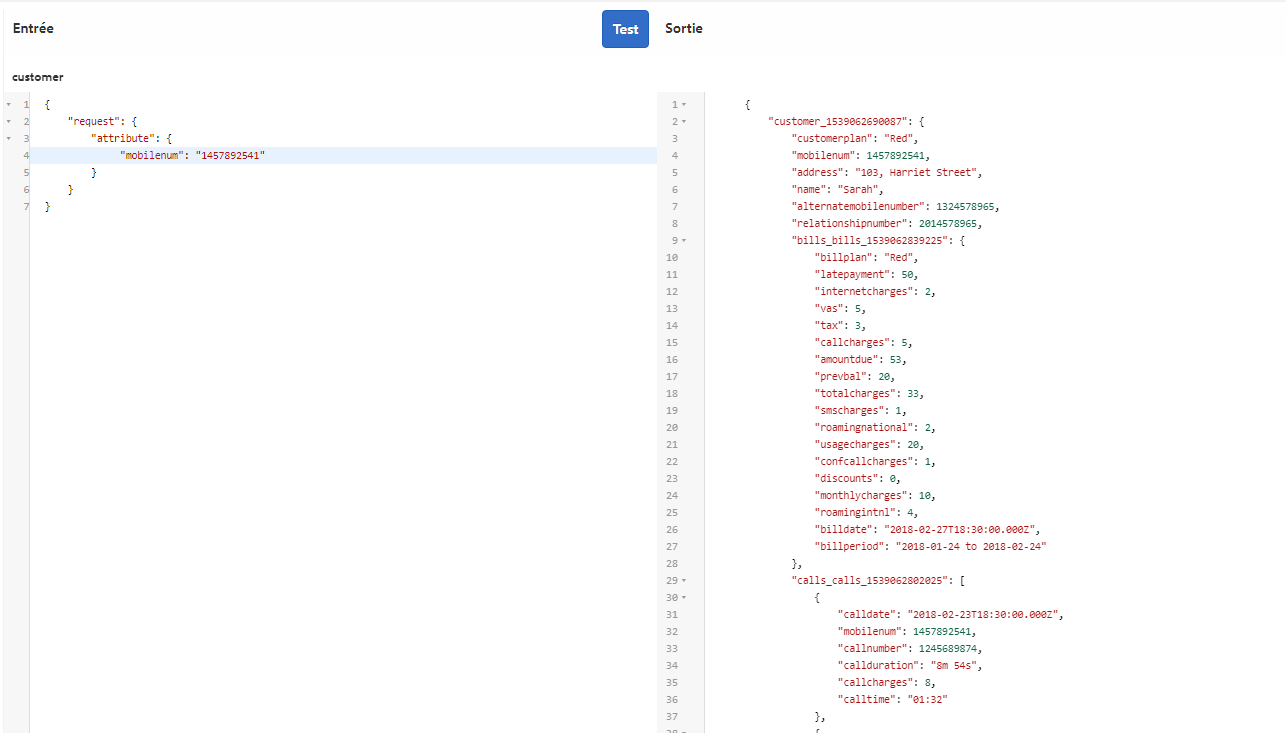 Entrée
Test
Sortie
customer
1 {
2 "request": {
3 "attribute": {
4 "mobilenum": "1457892541"
5 }
6 }
7 }
1 {
2 "customer_1539062690087": {
3 "customerplan": "Red",
4 "mobilenum": 1457892541,
5 "address": "103, Harriet Street",
6 "name": "Sarah",
7 "alternatemobilenumber": 1324578965,
8 "relationshipnumber": 2014578965,
9 "bills_bills_1539062839225": {
10 "billplan": "Red",
11 "latepayment": 50,
12 "internetcharges": 2,
13 "vas": 5,
14 "tax": 3,
15 "callcharges": 5,
16 "amountdue": 53,
17 "prevbal": 20,
18 "totalcharges": 33,
19 "smscharges": 1,
20 "roamingnational": 2,
21 "usagecharges": 20,
22 "confcallcharges": 1,
23 "discounts": 0,
24 "monthlycharges": 10,
25 "roamingintnl": 4,
26 "billdate": "2018-02-27T18:30:00.000Z",
27 "billperiod": "2018-01-24 to 2018-02-24"
28 },
29 "calls_calls_1539062802025": [
30 {
31 "calldate": "2018-02-23T18:30:00.000Z",
32 "mobilenum": 1457892541,
33 "callnumber": 1245689874,
34 "callduration": "8m 54s",
35 "callcharges": 8,
36 "calltime": "01:32"
37 },